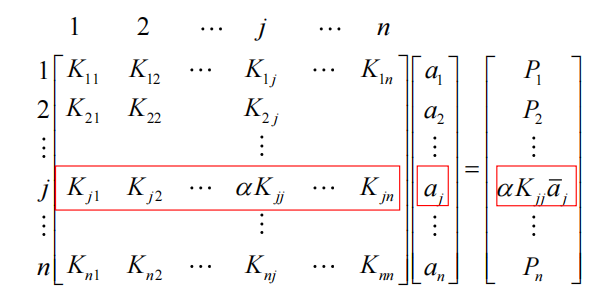 1 2 ⋯ j ⋯ n
1 K₁₁ K₁₂ ⋯ K₁ⱼ ⋯ K₁ₙ a₁ P₁
2 K₂₁ K₂₂ K₂ⱼ a₂ P₂
⋮ ⋮ ⋮ ⋮ =
j Kⱼ₁ Kⱼ₂ ⋯ αKⱼⱼ ⋯ Kⱼₙ aⱼ αKⱼⱼa̅ⱼ
⋮ ⋮ ⋮ ⋮
n Kₙ₁ Kₙ₂ ⋯ Kₙⱼ ⋯ Kₙₙ aₙ Pₙ